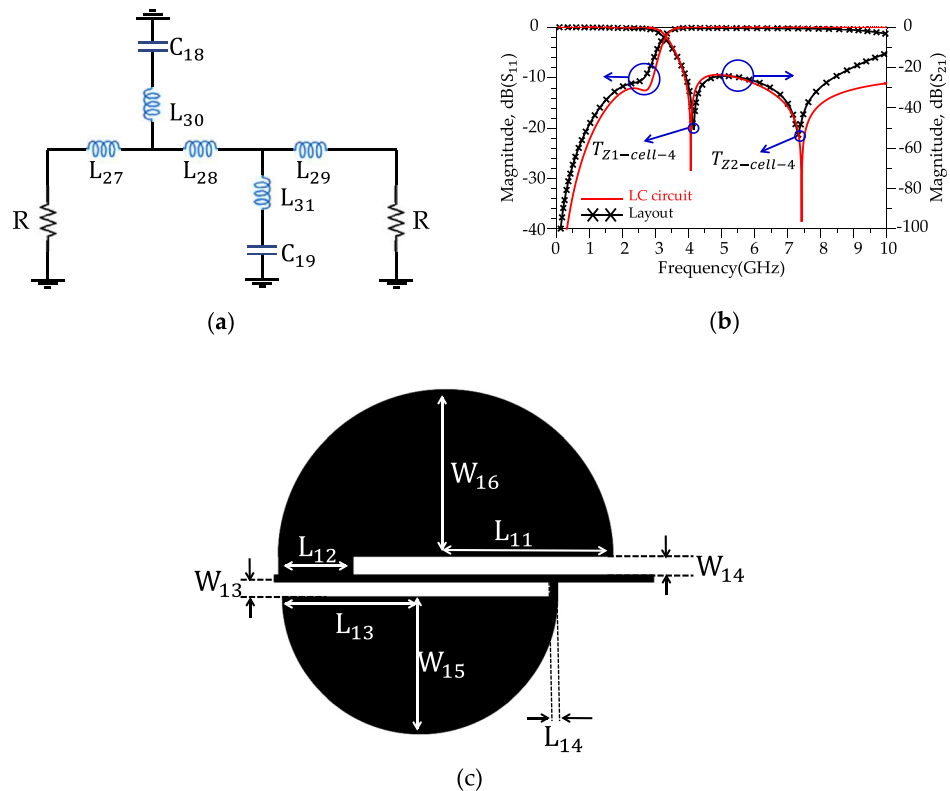 C18
L30
L27
L28
L29
L31
R
R
C19
(a)
Magnitude, dB(S11)
0
-10
-20
-30
-40
0
-20
-40
-60
-80
-100
Magnitude, dB(S21)
TZ1−cell−4
TZ2−cell−4
LC circuit
Layout
0 1 2 3 4 5 6 7 8 9 10
Frequency(GHz)
(b)
W16
L11
L12
W14
W13
L13
W15
L14
(c)